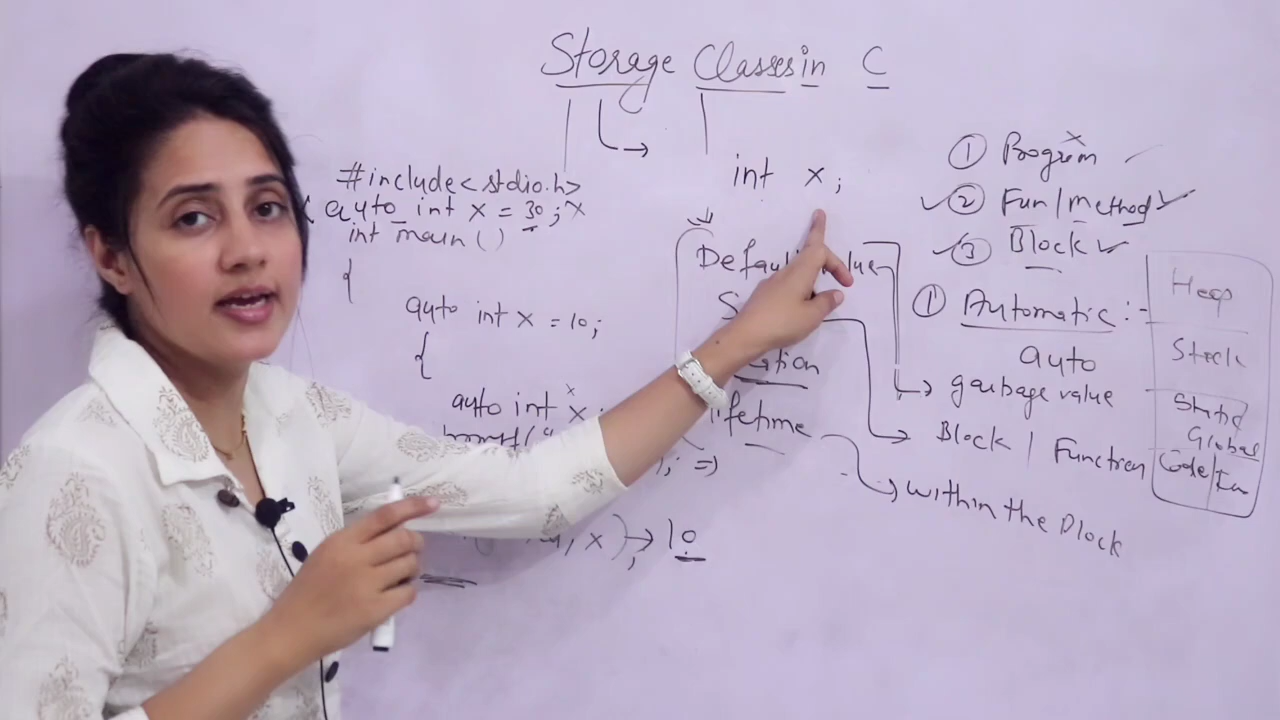 Storage Classes in C
#include<stdio.h>
auto int x = 30; x
int main()
{
auto int x = 10;
{
auto int x
; =>
, x) ; → 10
int x;
Default
Lifetime
① Program x
② Fun/method ✓
③ Block ✓
① Automatic :-
auto
→ garbage value
→ Block / Function
→ within the Block
Heap
Stack
Static
Global
Code/